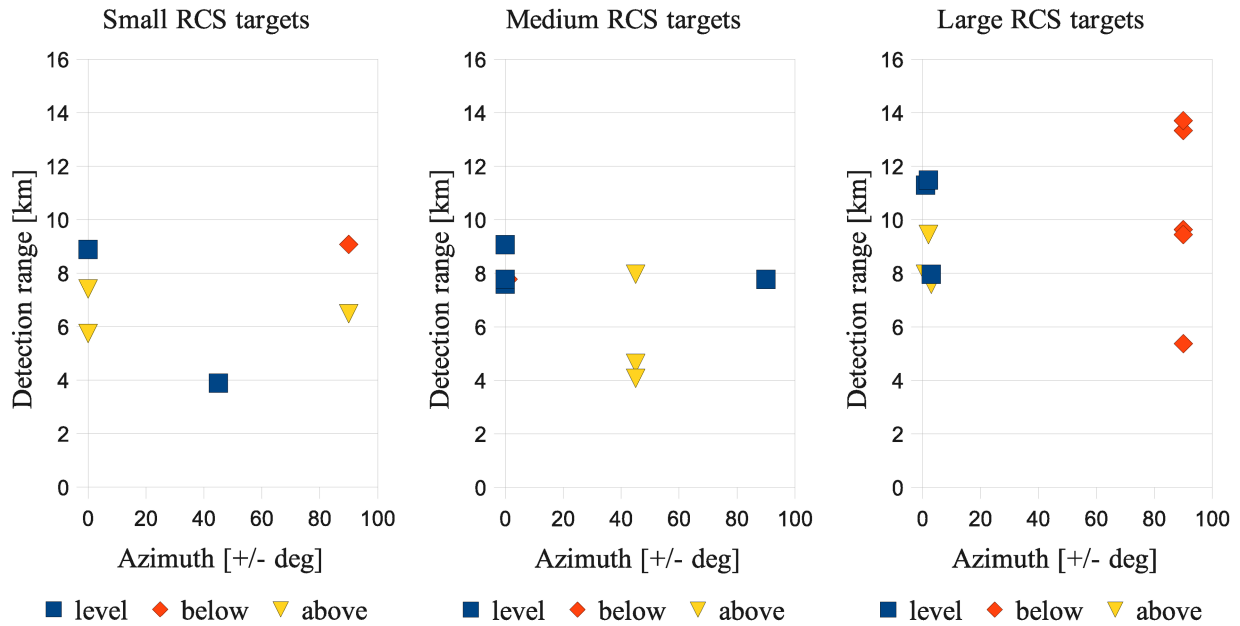 Small RCS targets
16
14
12
10
8
6
4
2
0
0 20 40 60 80 100
Detection range [km]
Azimuth [+/- deg]
level below above
Medium RCS targets
16
14
12
10
8
6
4
2
0
0 20 40 60 80 100
Detection range [km]
Azimuth [+/- deg]
level below above
Large RCS targets
16
14
12
10
8
6
4
2
0
0 20 40 60 80 100
Detection range [km]
Azimuth [+/- deg]
level below above